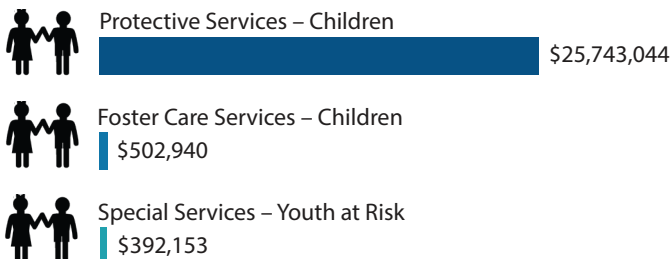 Protective Services – Children
$25,743,044
Foster Care Services – Children
$502,940
Special Services – Youth at Risk
$392,153